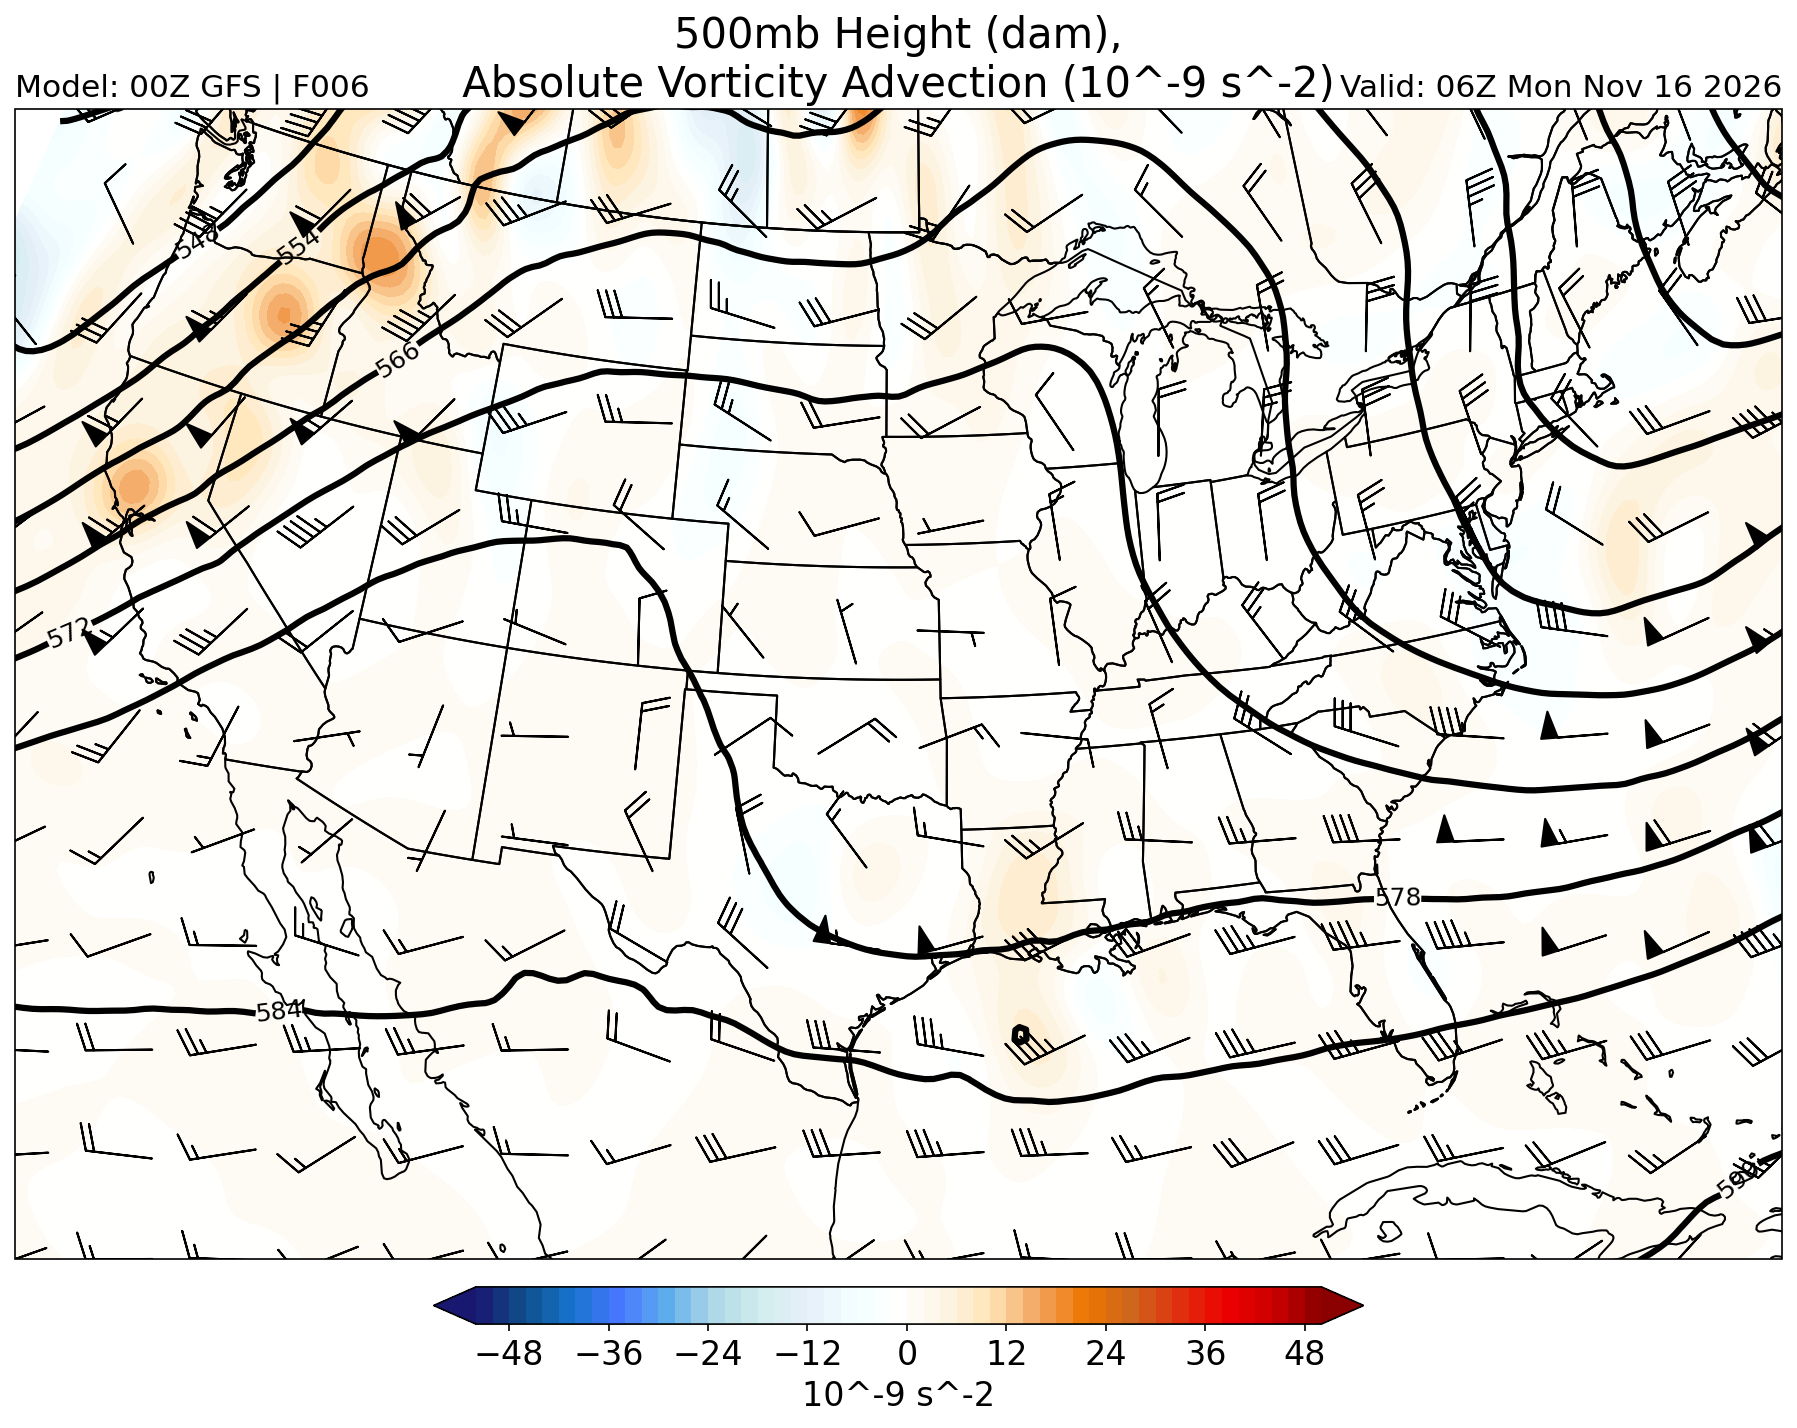 500mb Height (dam),
Model: 00Z GFS | F006
Absolute Vorticity Advection (10^-9 s^-2)
Valid: 06Z Mon Nov 16 2026
548
554
566
572
578
584
590
−48 −36 −24 −12 0 12 24 36 48
10^-9 s^-2